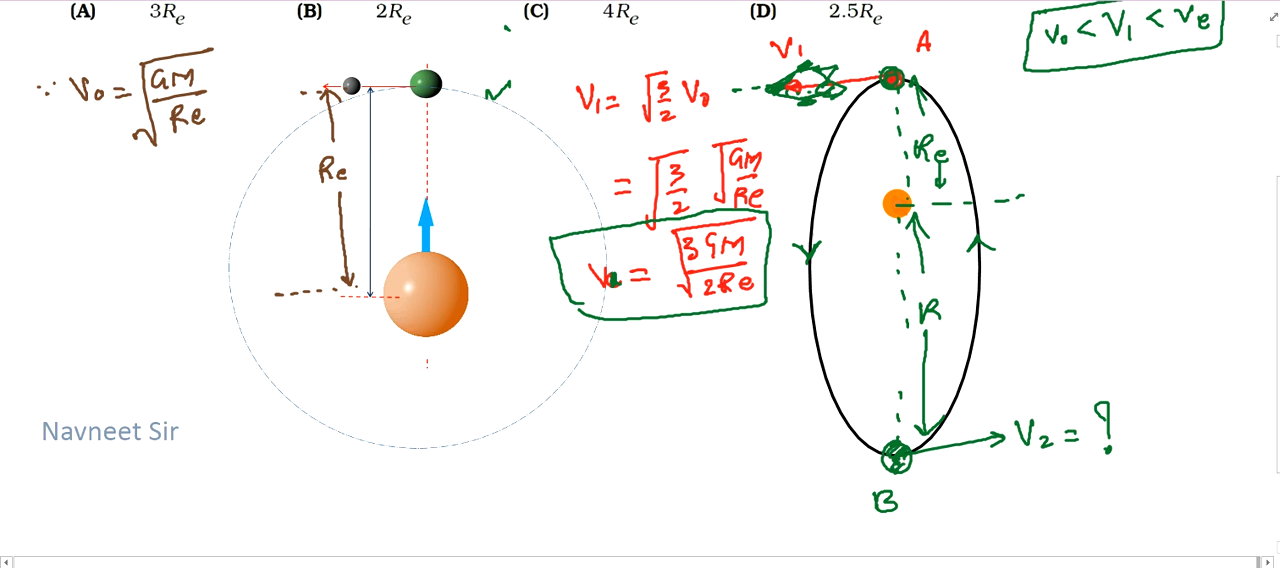 (A) 3Re (B) 2Re (C) 4Re (D) 2.5Re
V₀ < V₁ < Ve
∵ V₀ = √(GM/Re)
Re
V₁ = √(3/2) V₀
= √(3/2) √(GM/Re)
= √(3GM/2Re)
V₁
A
Re
R
V₂ = ?
B
Navneet Sir